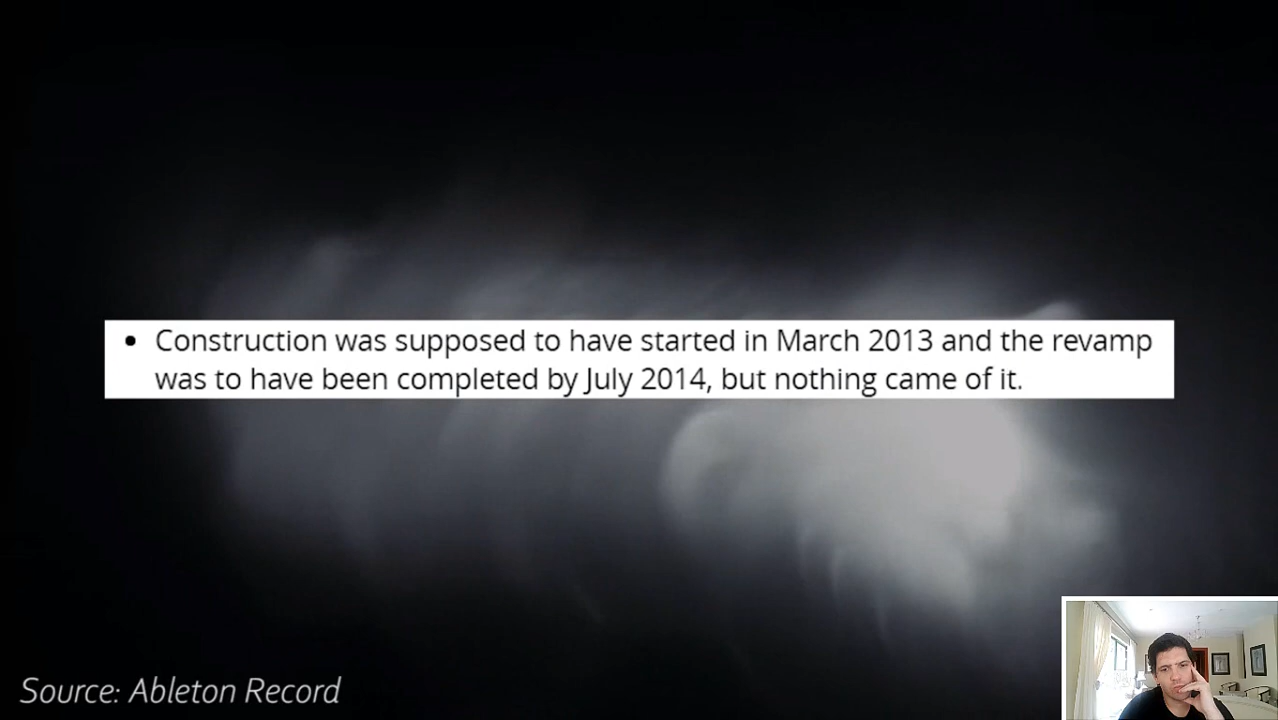 • Construction was supposed to have started in March 2013 and the revamp
was to have been completed by July 2014, but nothing came of it.
Source: Ableton Record